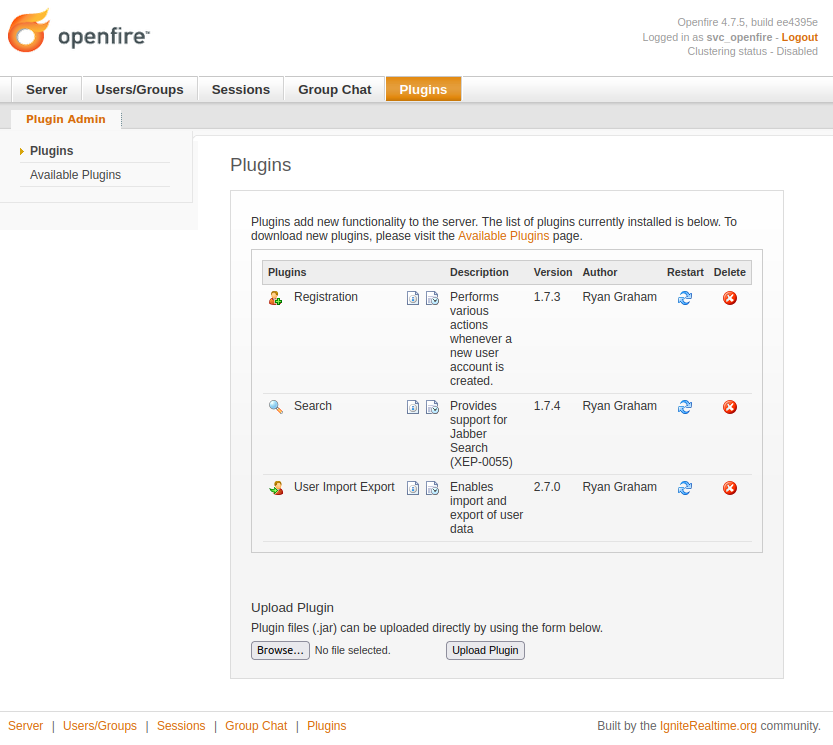 openfire™
Openfire 4.7.5, build ee4395e
Logged in as svc_openfire - Logout
Clustering status - Disabled
Server Users/Groups Sessions Group Chat Plugins
Plugin Admin
Plugins
Available Plugins
Plugins
Plugins add new functionality to the server. The list of plugins currently installed is below. To
download new plugins, please visit the Available Plugins page.
Plugins Description Version Author Restart Delete
Registration Performs 1.7.3 Ryan Graham
various
actions
whenever a
new user
account is
created.
Search Provides 1.7.4 Ryan Graham
support for
Jabber
Search
(XEP-0055)
User Import Export Enables 2.7.0 Ryan Graham
import and
export of user
data
Upload Plugin
Plugin files (.jar) can be uploaded directly by using the form below.
Browse... No file selected. Upload Plugin
Server | Users/Groups | Sessions | Group Chat | Plugins Built by the IgniteRealtime.org community.